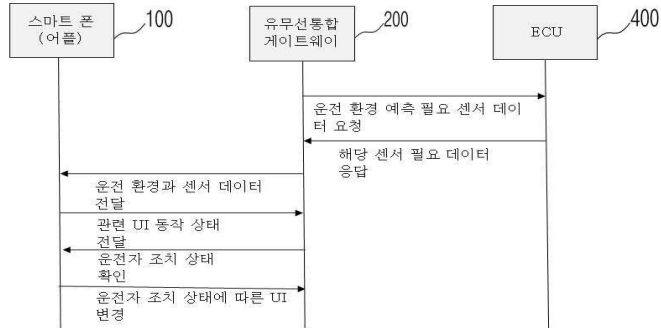 스마트 폰
(어플)
100
유무선통합
게이트웨이
200
ECU
400
운전 환경 예측 필요 센서 데이
터 요청
해당 센서 필요 데이터
응답
운전 환경과 센서 데이터
전달
관련 UI 동작 상태
전달
운전자 조치 상태
확인
운전자 조치 상태에 따른 UI
변경